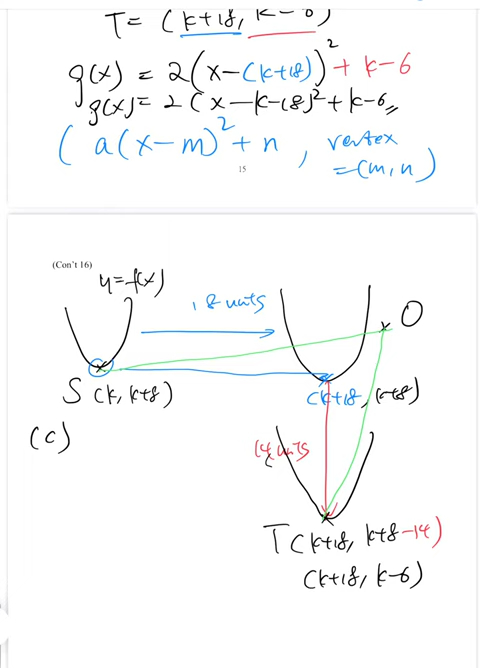 T = (k+18, k-6)
g(x) = 2(x-(k+18))² + k-6
g(x) = 2(x-k-18)² + k-6
( a(x-m)² + n , vertex
=(m,n)
15
(Con't 16)
y=f(x)
18 units
O
S (k, k+8)
(k+18, k+8)
(c)
14 units
T (k+18, k+8-14)
(k+18, k-6)